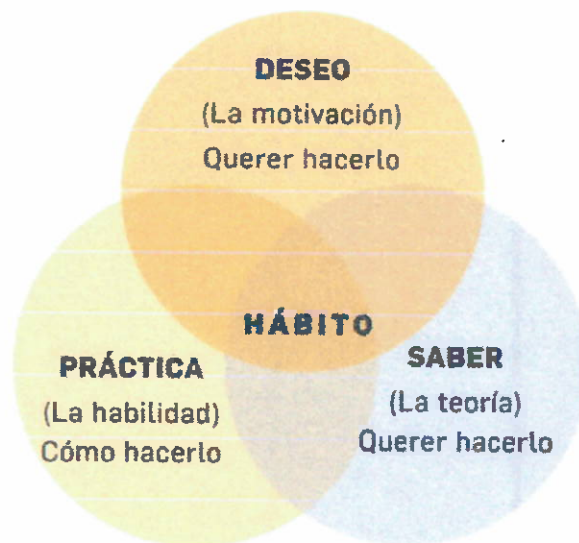 DESEO
(La motivación)
Querer hacerlo
HÁBITO
PRÁCTICA
(La habilidad)
Cómo hacerlo
SABER
(La teoría)
Querer hacerlo